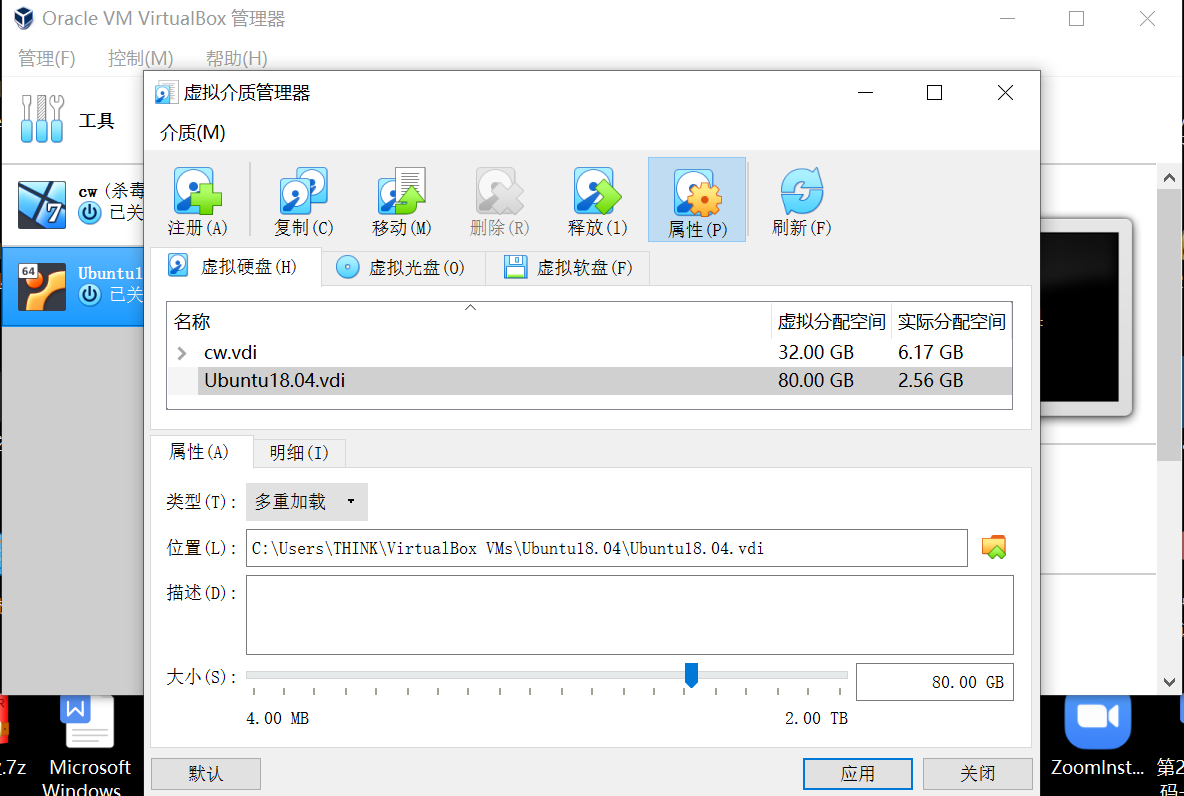 Oracle VM VirtualBox 管理器
管理(F) 控制(M) 帮助(H)
虚拟介质管理器
介质(M)
工具
cw (杀毒
7
已关
64
Ubuntu1
已关
注册(A) 复制(C) 移动(M) 删除(R) 释放(l) 属性(P) 刷新(F)
虚拟硬盘(H) 虚拟光盘(O) 虚拟软盘(F)
名称 虚拟分配空间 实际分配空间
cw.vdi 32.00 GB 6.17 GB
Ubuntu18.04.vdi 80.00 GB 2.56 GB
属性(A) 明细(I)
类型(T): 多重加载
位置(L): C:\Users\THINK\VirtualBox VMs\Ubuntu18.04\Ubuntu18.04.vdi
描述(D):
大小(S): 80.00 GB
4.00 MB 2.00 TB
默认 应用 关闭
.7z
W
Microsoft
Windows
ZoomInst...
第2
码-